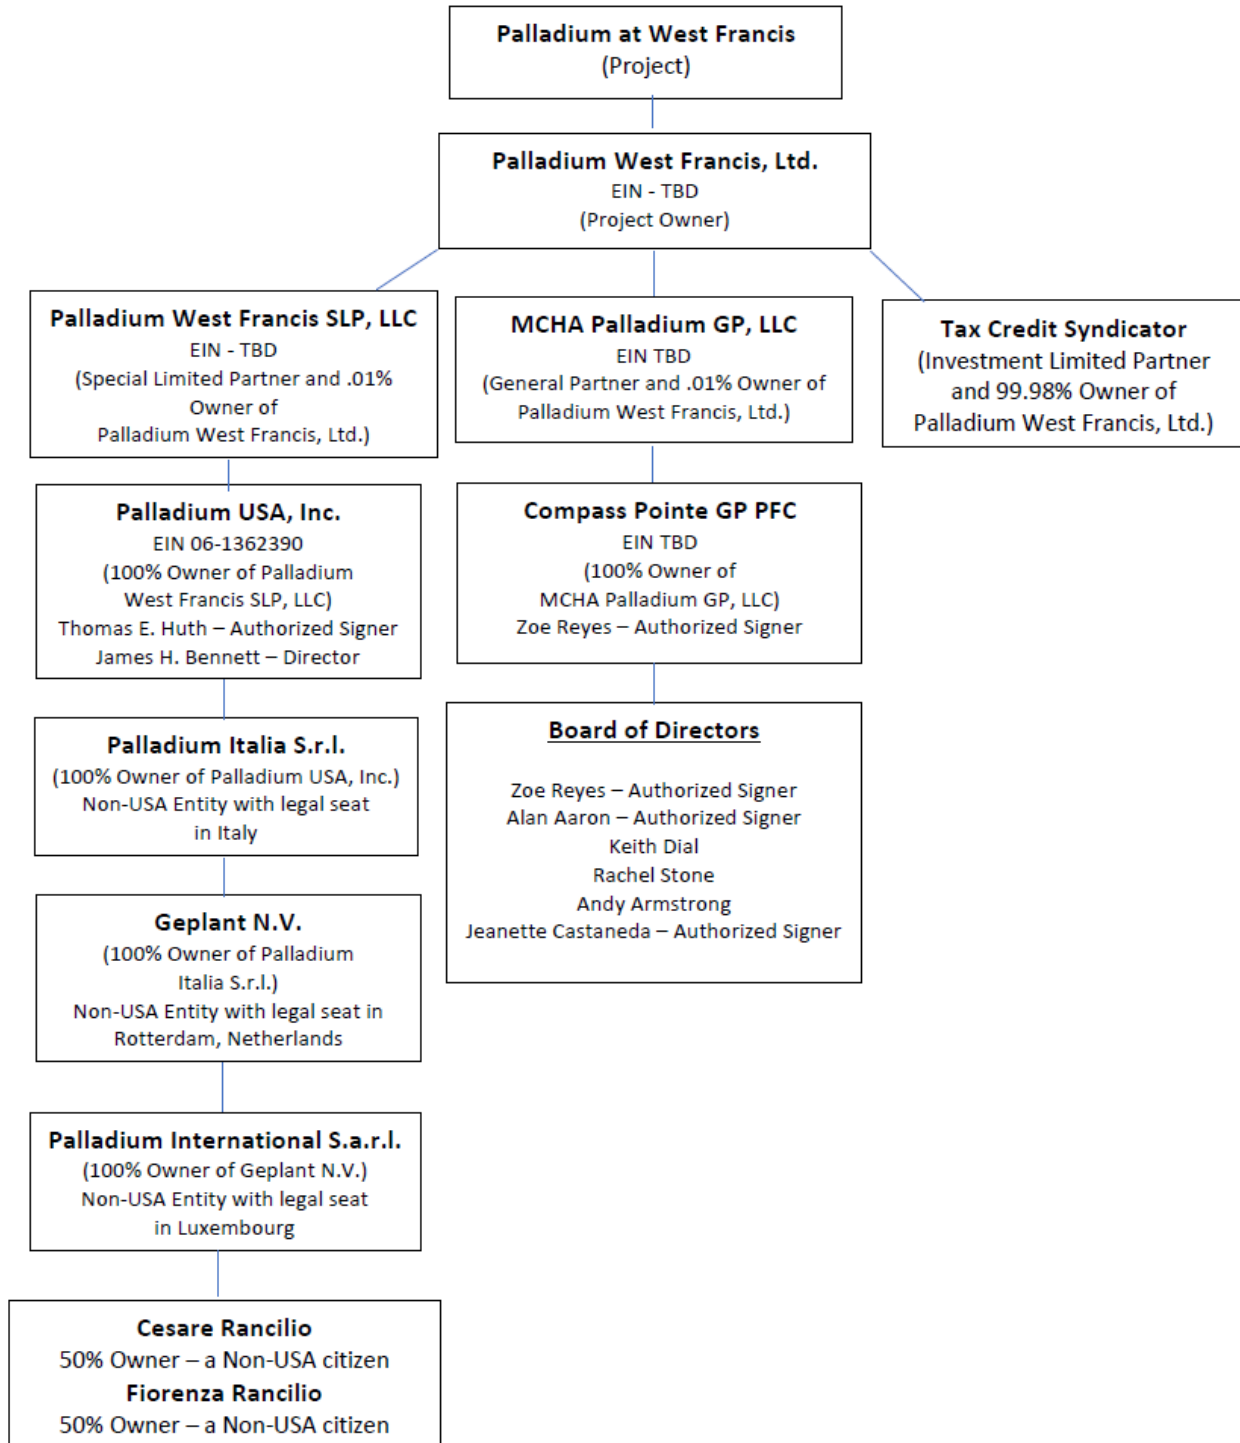 Palladium at West Francis
(Project)
Palladium West Francis, Ltd.
EIN - TBD
(Project Owner)
Palladium West Francis SLP, LLC
EIN - TBD
(Special Limited Partner and .01%
Owner of
Palladium West Francis, Ltd.)
MCHA Palladium GP, LLC
EIN TBD
(General Partner and .01% Owner of
Palladium West Francis, Ltd.)
Tax Credit Syndicator
(Investment Limited Partner
and 99.98% Owner of
Palladium West Francis, Ltd.)
Palladium USA, Inc.
EIN 06-1362390
(100% Owner of Palladium
West Francis SLP, LLC)
Thomas E. Huth – Authorized Signer
James H. Bennett – Director
Compass Pointe GP PFC
EIN TBD
(100% Owner of
MCHA Palladium GP, LLC)
Zoe Reyes – Authorized Signer
Palladium Italia S.r.l.
(100% Owner of Palladium USA, Inc.)
Non-USA Entity with legal seat
in Italy
Board of Directors
Zoe Reyes – Authorized Signer
Alan Aaron – Authorized Signer
Keith Dial
Rachel Stone
Andy Armstrong
Jeanette Castaneda – Authorized Signer
Geplant N.V.
(100% Owner of Palladium
Italia S.r.l.)
Non-USA Entity with legal seat in
Rotterdam, Netherlands
Palladium International S.a.r.l.
(100% Owner of Geplant N.V.)
Non-USA Entity with legal seat
in Luxembourg
Cesare Rancilio
50% Owner – a Non-USA citizen
Fiorenza Rancilio
50% Owner – a Non-USA citizen